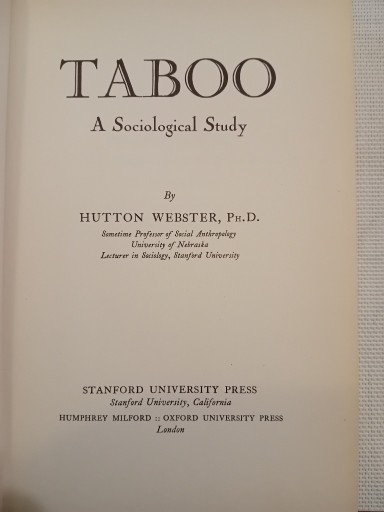 TABOO
A Sociological Study
By
HUTTON WEBSTER, PH.D.
Sometime Professor of Social Anthropology
University of Nebraska
Lecturer in Sociology, Stanford University
STANFORD UNIVERSITY PRESS
Stanford University, California
HUMPHREY MILFORD :: OXFORD UNIVERSITY PRESS
London